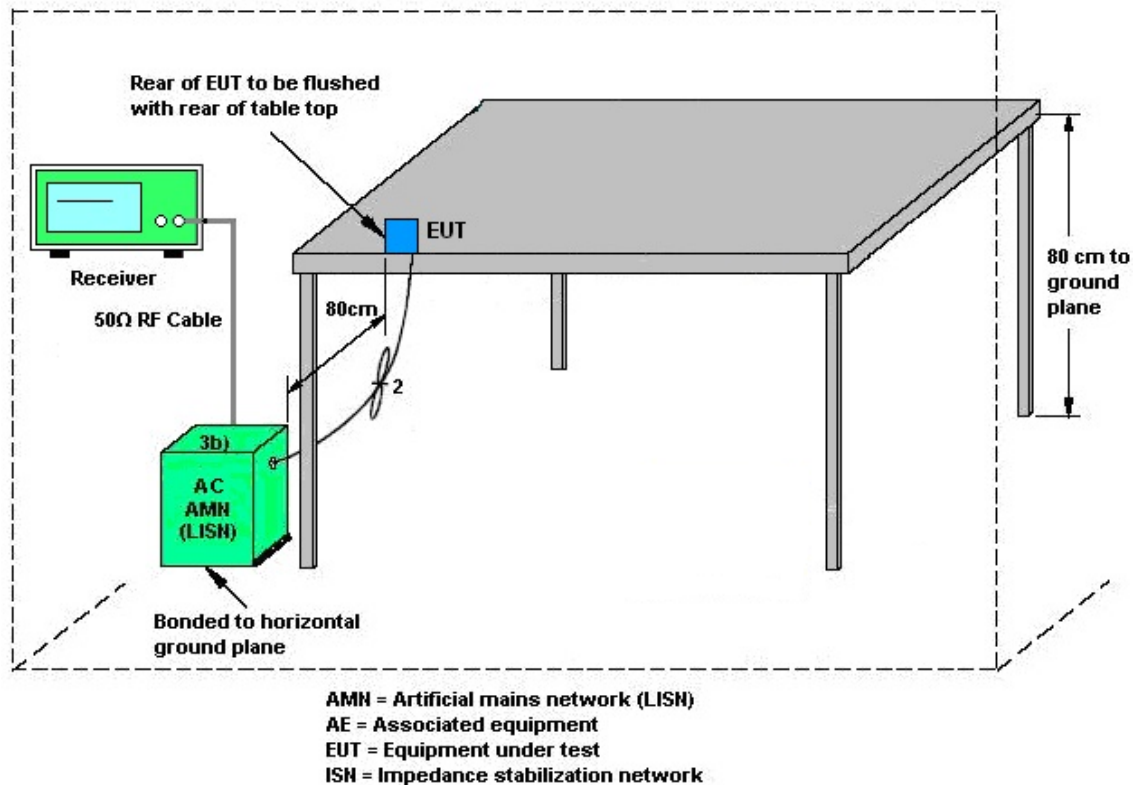 Rear of EUT to be flushed
with rear of table top
EUT
Receiver
80 cm to
ground
plane
50Ω RF Cable
80cm
2
3b)
AC
AMN
(LISN)
Bonded to horizontal
ground plane
AMN = Artificial mains network (LISN)
AE = Associated equipment
EUT = Equipment under test
ISN = Impedance stabilization network